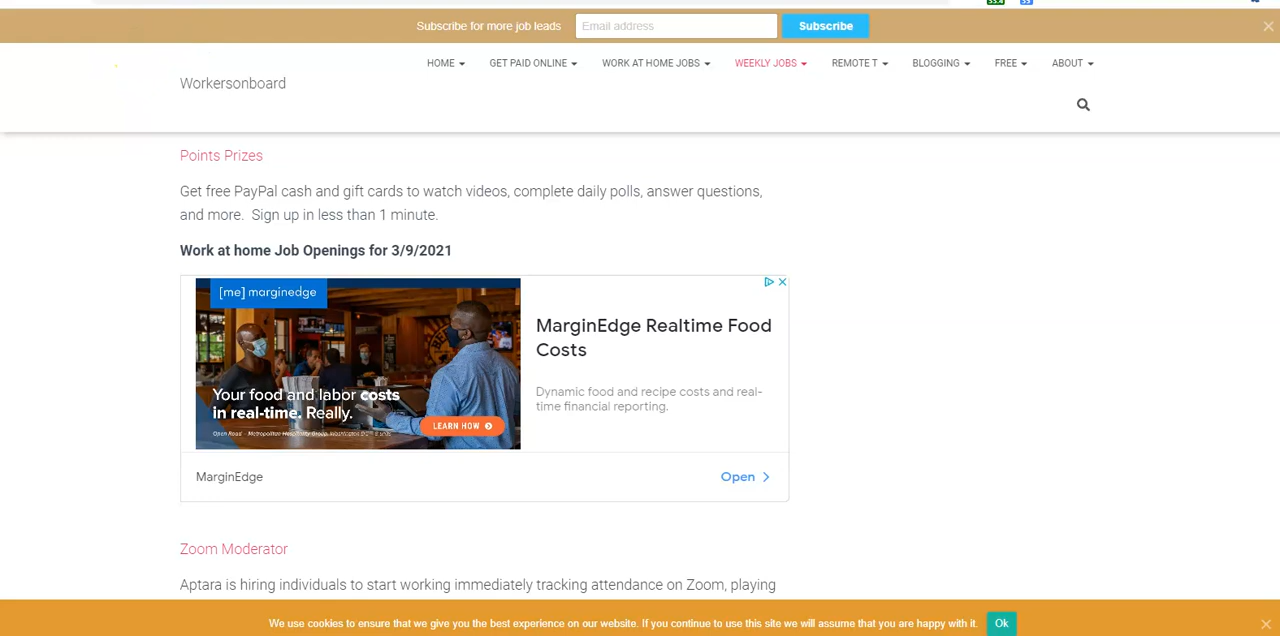 Subscribe for more job leads Email address Subscribe
HOME GET PAID ONLINE WORK AT HOME JOBS WEEKLY JOBS REMOTE T BLOGGING FREE ABOUT
Workersonboard
Points Prizes
Get free PayPal cash and gift cards to watch videos, complete daily polls, answer questions,
and more. Sign up in less than 1 minute.
Work at home Job Openings for 3/9/2021
[me] marginedge
Your food and labor costs
in real-time. Really.
LEARN HOW
MarginEdge Realtime Food
Costs
Dynamic food and recipe costs and real-
time financial reporting.
MarginEdge
Open
Zoom Moderator
Aptara is hiring individuals to start working immediately tracking attendance on Zoom, playing
We use cookies to ensure that we give you the best experience on our website. If you continue to use this site we will assume that you are happy with it. Ok